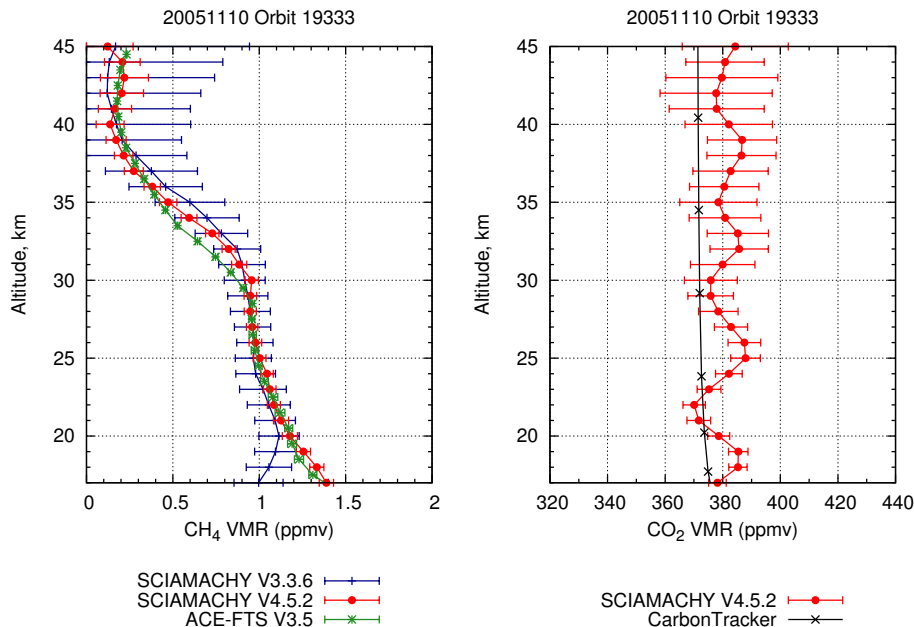 20051110 Orbit 19333
45
40
35
30
25
20
Altitude, km
0
0.5
1
1.5
2
CH4 VMR (ppmv)
SCIAMACHY V3.3.6
SCIAMACHY V4.5.2
ACE-FTS V3.5
20051110 Orbit 19333
45
40
35
30
25
20
Altitude, km
320
340
360
380
400
420
440
CO2 VMR (ppmv)
SCIAMACHY V4.5.2
CarbonTracker